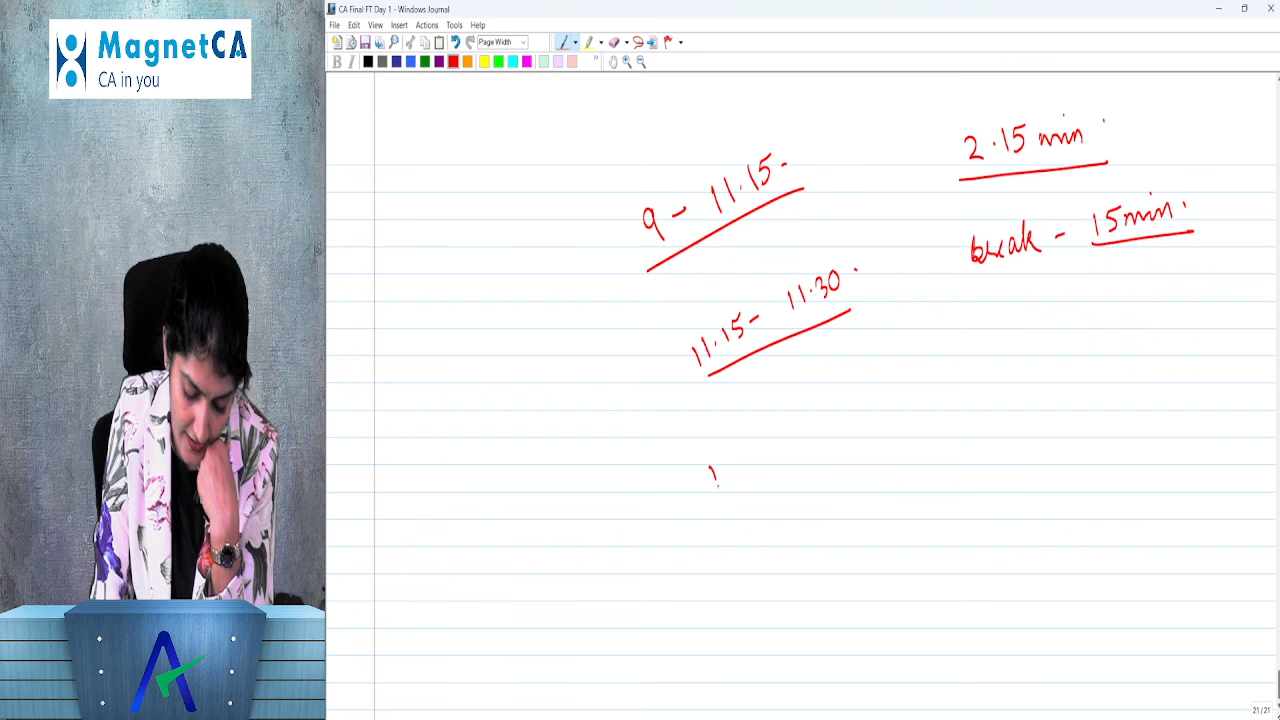 MagnetCA
CA in you
CA Final FT Day 1 - Windows Journal
File Edit View Insert Actions Tools Help
Page Width
B I
2.15 min.
9 - 11.15-
break - 15 min.
11.15 - 11.30.
21/21